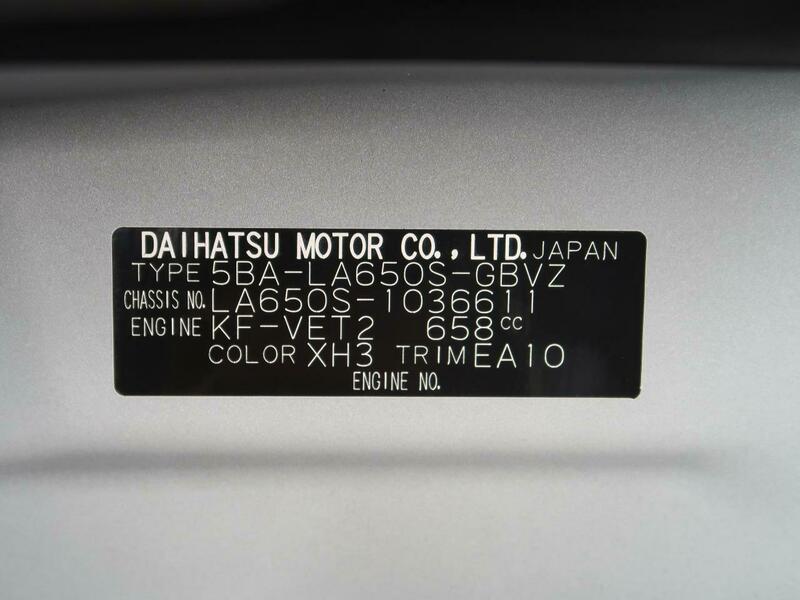 DAIHATSU MOTOR CO., LTD. JAPAN
TYPE 5BA-LA650S-GBVZ
CHASSIS NO. LA650S-1036611
ENGINE KF-VET2 658cc
COLOR XH3 TRIM EA10
ENGINE NO.